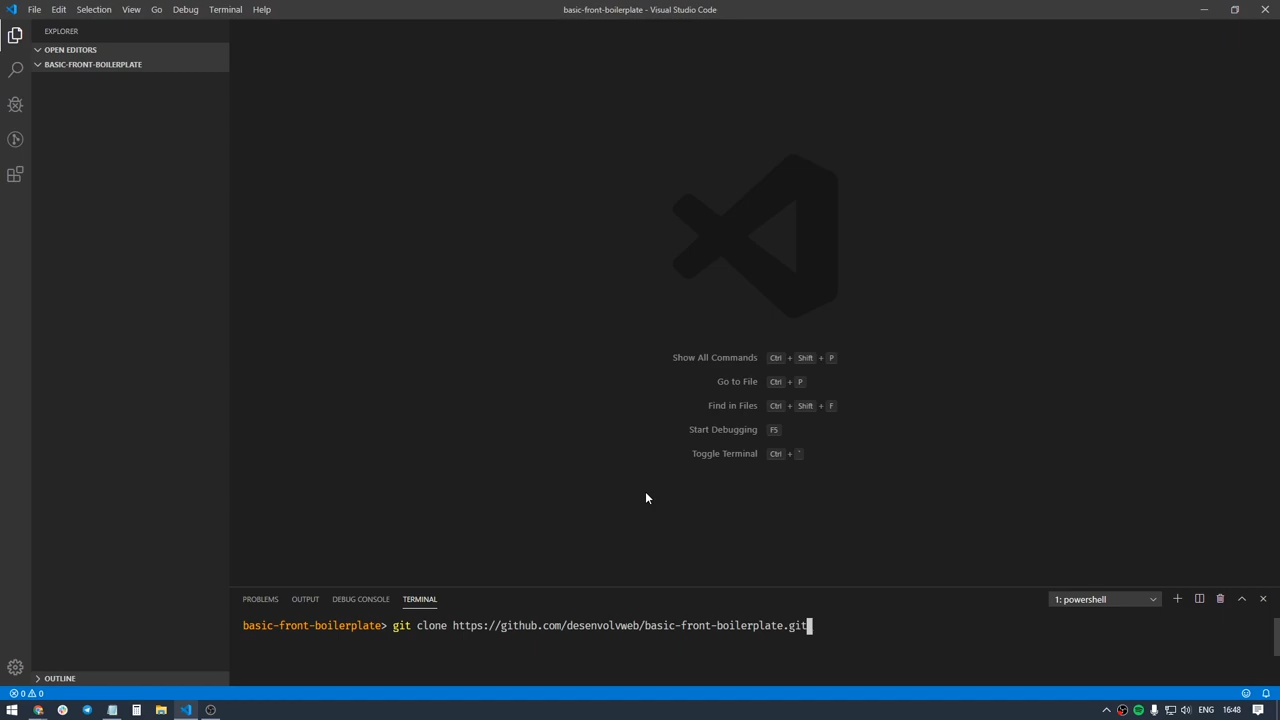 File Edit Selection View Go Debug Terminal Help
basic-front-boilerplate - Visual Studio Code
EXPLORER
OPEN EDITORS
BASIC-FRONT-BOILERPLATE
Show All Commands Ctrl + Shift + P
Go to File Ctrl + P
Find in Files Ctrl + Shift + F
Start Debugging F5
Toggle Terminal Ctrl + `
PROBLEMS OUTPUT DEBUG CONSOLE TERMINAL
1: powershell
basic-front-boilerplate> git clone https://github.com/desenvolvweb/basic-front-boilerplate.git
OUTLINE
0 0
ENG 16:48